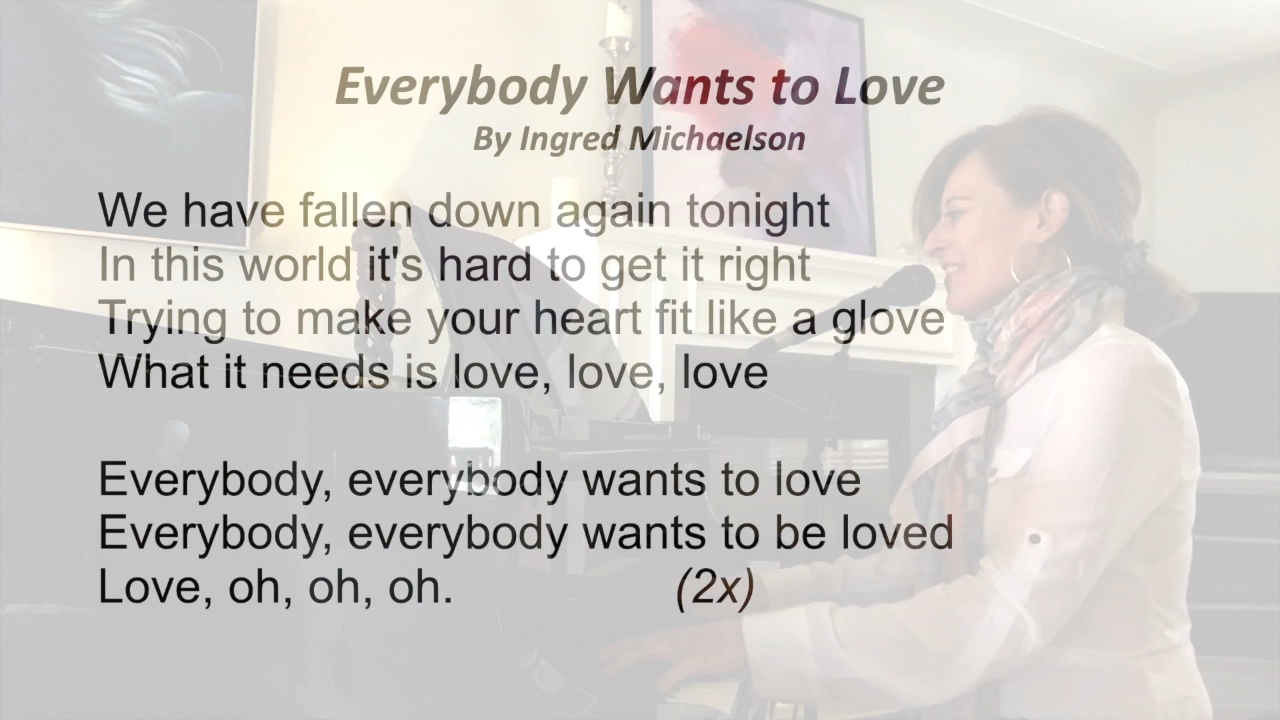 Everybody Wants to Love
By Ingred Michaelson
We have fallen down again tonight
In this world it's hard to get it right
Trying to make your heart fit like a glove
What it needs is love, love, love
Everybody, everybody wants to love
Everybody, everybody wants to be loved
Love, oh, oh, oh. (2x)